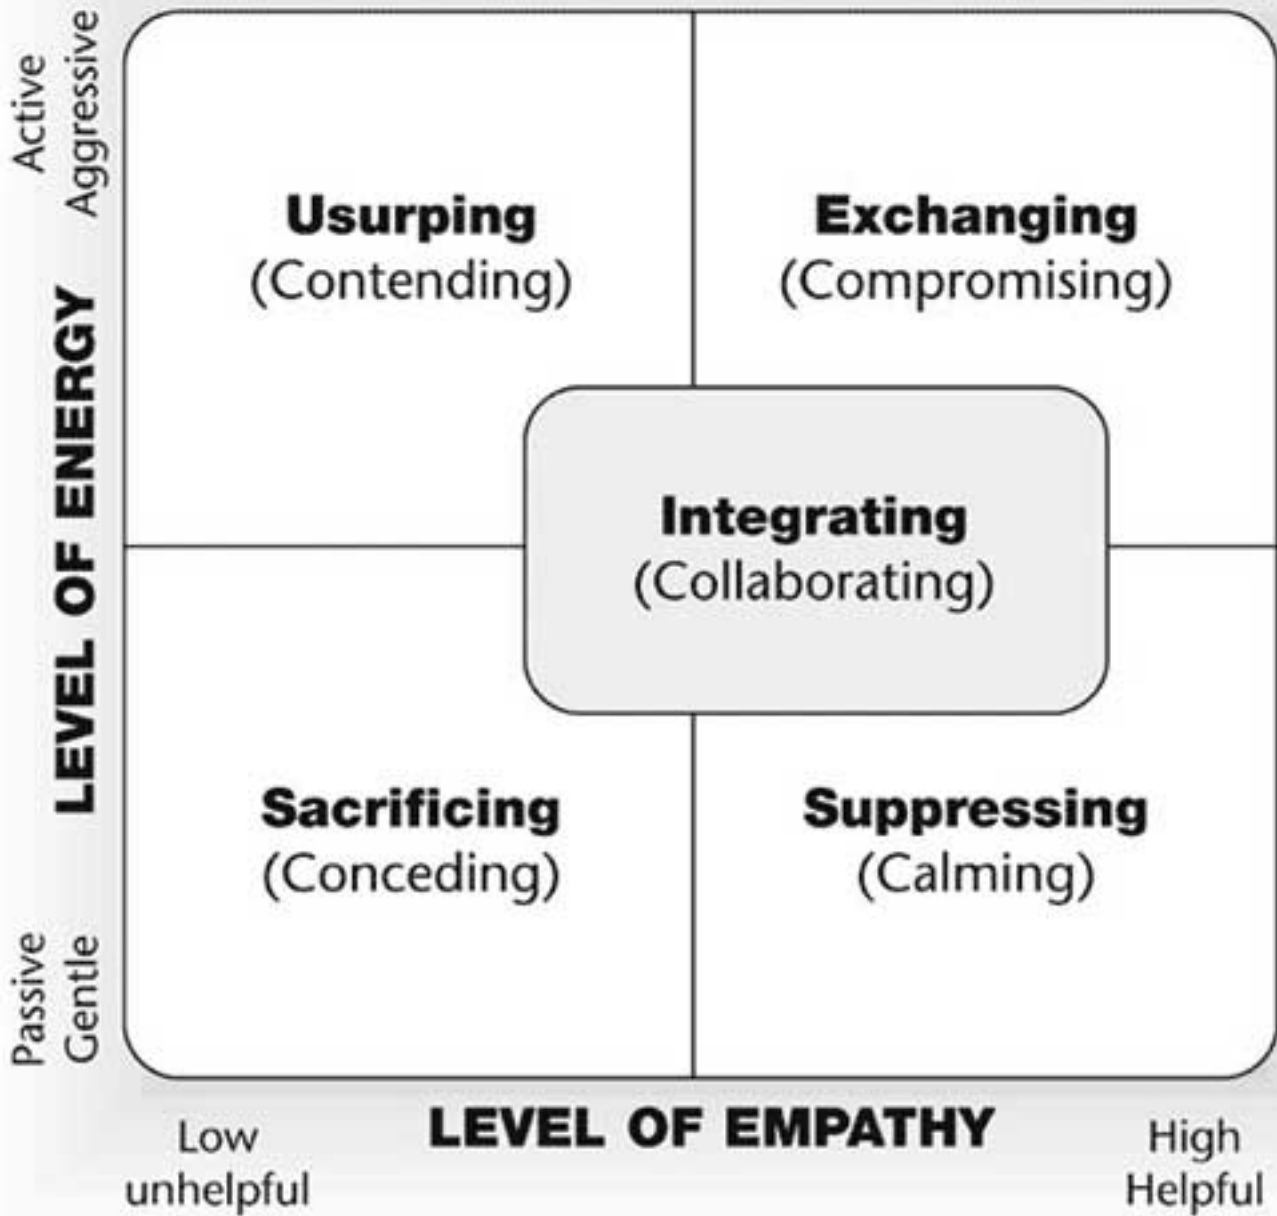 Active
Aggressive
LEVEL OF ENERGY
Passive
Gentle
Usurping
(Contending)
Exchanging
(Compromising)
Integrating
(Collaborating)
Sacrificing
(Conceding)
Suppressing
(Calming)
Low
unhelpful
LEVEL OF EMPATHY
High
Helpful